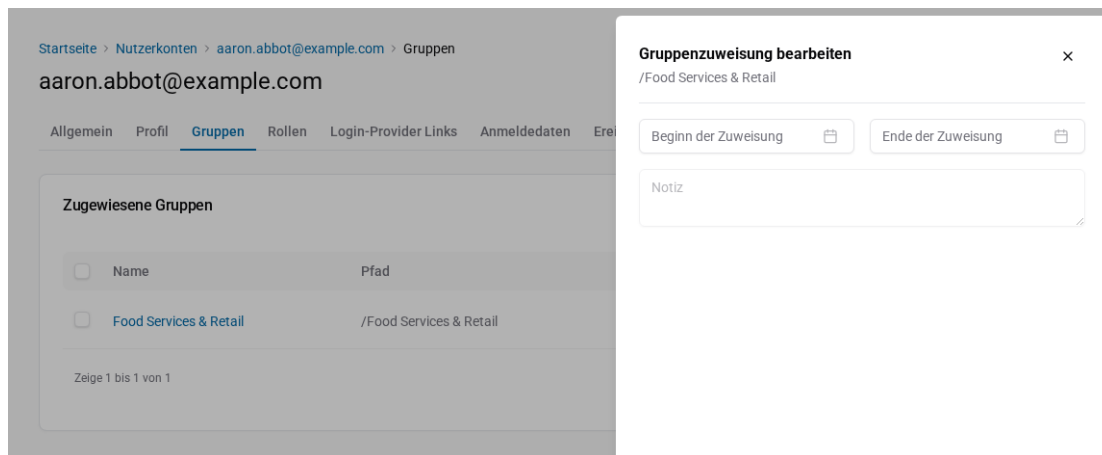 Startseite > Nutzerkonten > aaron.abbot@example.com > Gruppen
aaron.abbot@example.com
Allgemein Profil Gruppen Rollen Login-Provider Links Anmeldedaten Erei
Zugewiesene Gruppen
Name Pfad
Food Services & Retail /Food Services & Retail
Zeige 1 bis 1 von 1
Gruppenzuweisung bearbeiten
/Food Services & Retail
Beginn der Zuweisung Ende der Zuweisung
Notiz